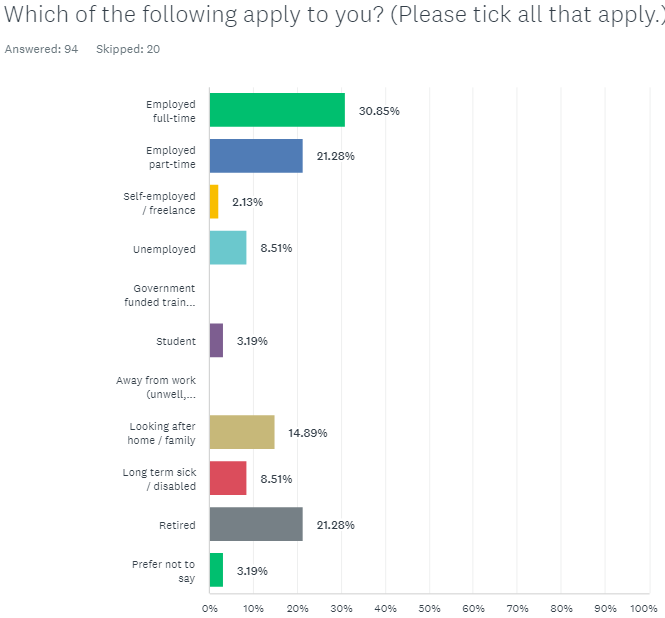 Which of the following apply to you? (Please tick all that apply.)
Answered: 94 Skipped: 20
Employed
full-time
30.85%
Employed
part-time
21.28%
Self-employed
/ freelance
2.13%
Unemployed
8.51%
Government
funded train...
Student
3.19%
Away from work
(unwell,...
Looking after
home / family
14.89%
Long term sick
/ disabled
8.51%
Retired
21.28%
Prefer not to
say
3.19%
0% 10% 20% 30% 40% 50% 60% 70% 80% 90% 100%